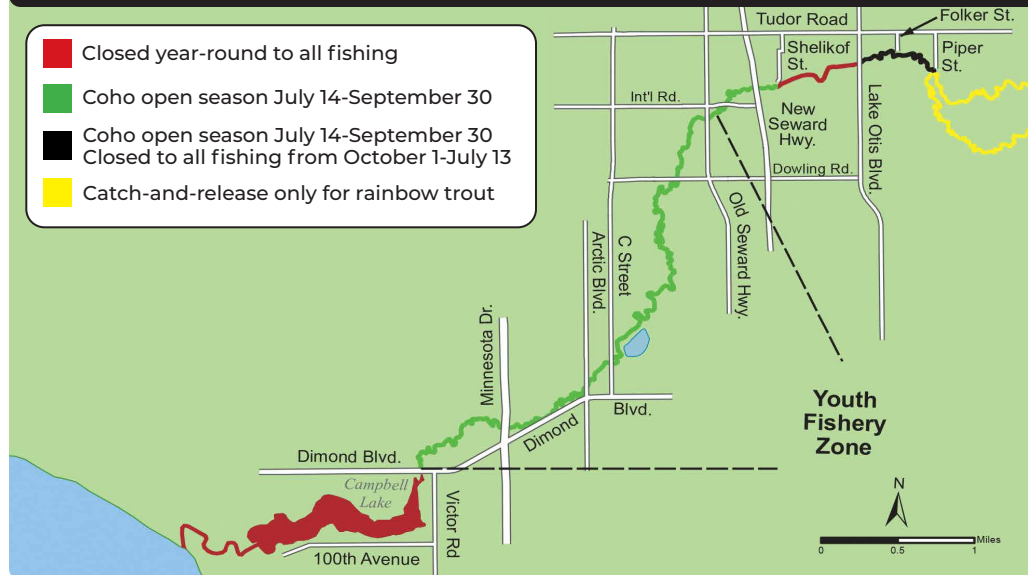 Closed year-round to all fishing
Coho open season July 14-September 30
Coho open season July 14-September 30
Closed to all fishing from October 1-July 13
Catch-and-release only for rainbow trout
Tudor Road
Folker St.
Shelikof
St.
Piper
St.
Int'l Rd.
New
Seward
Hwy.
Lake Otis Blvd.
Dowling Rd.
Old Seward Hwy.
C Street
Arctic Blvd.
Minnesota Dr.
Blvd.
Dimond
Youth
Fishery
Zone
Dimond Blvd.
Campbell
Lake
Victor Rd
100th Avenue
N
Miles
0
0.5
1